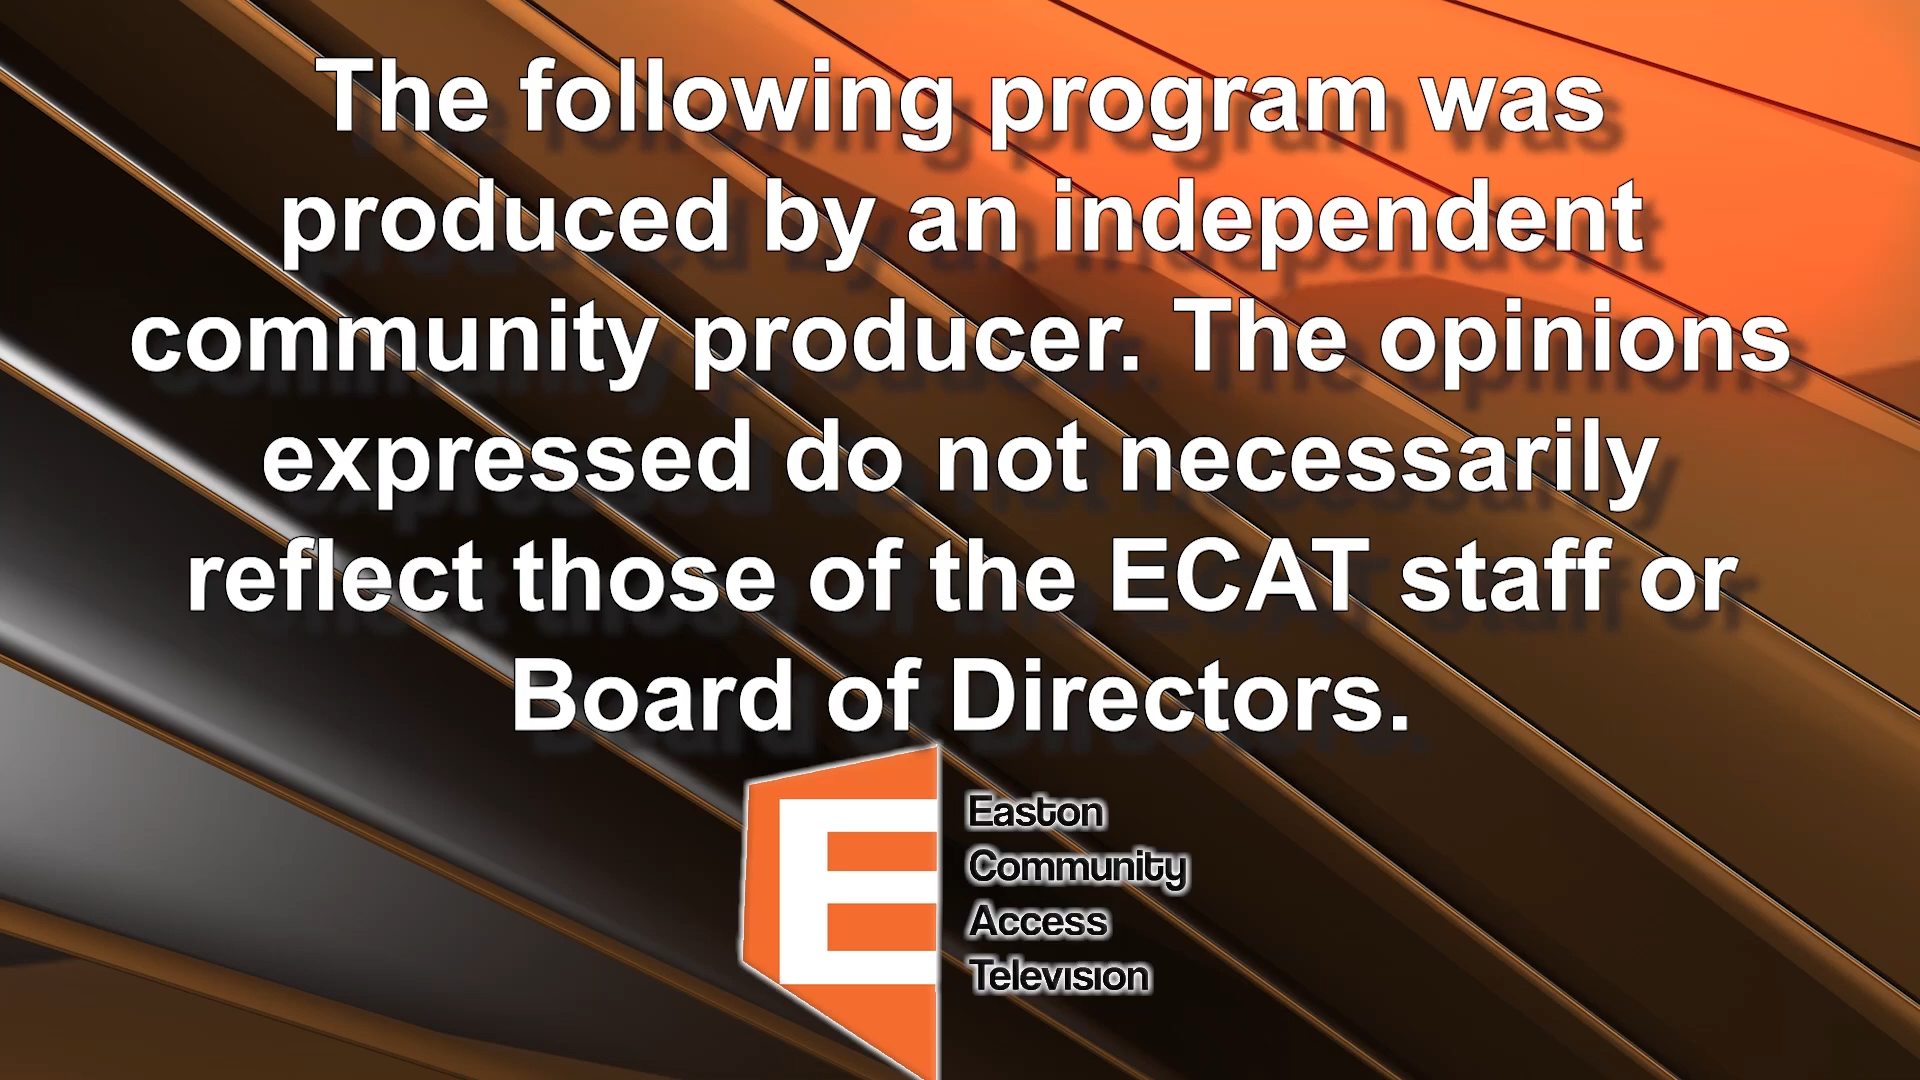 The following program was
produced by an independent
community producer. The opinions
expressed do not necessarily
reflect those of the ECAT staff or
Board of Directors.
E
Easton
Community
Access
Television